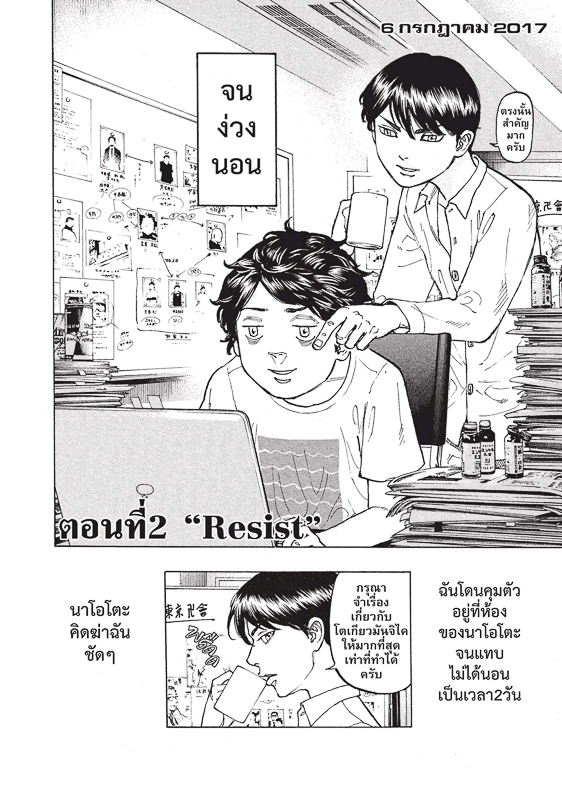 6 กรกฎาคม 2017
จน
ง่วง
นอน
ตรงนั้น
สำคัญ
มาก
ครับ
ตอนที่2 “Resist”
ฉันโดนคุมตัว
อยู่ที่ห้อง
ของนาโอโตะ
จนแทบ
ไม่ได้นอน
เป็นเวลา2วัน
กรุณา
จำเรื่อง
เกี่ยวกับ
โตเกียวมันจิไค
ให้มากที่สุด
เท่าที่ทำได้
ครับ
東京卍會
นาโอโตะ
คิดฆ่าฉัน
ชัดๆ